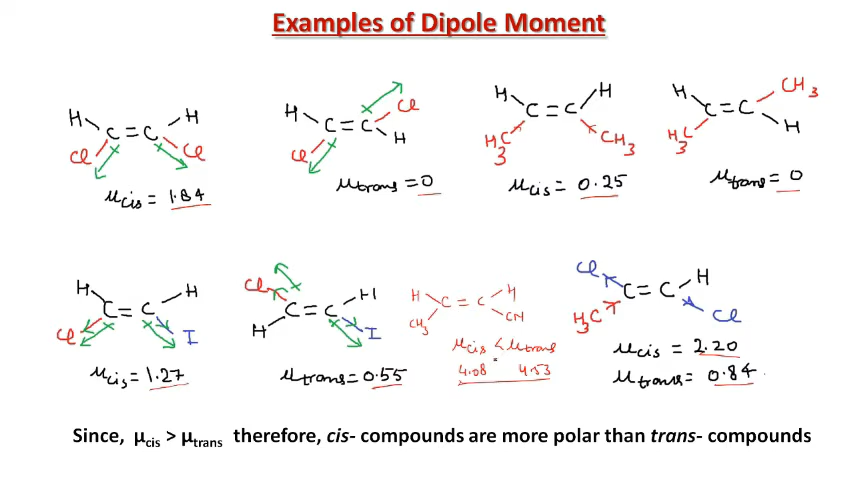 Examples of Dipole Moment
H H
C = C
Cl Cl
μcis = 1.84
H Cl
C = C
Cl H
μtrans = 0
H H
C = C
H3C CH3
μcis = 0.25
H CH3
C = C
H3C H
μtrans = 0
H H
C = C
Cl I
μcis = 1.27
Cl H
C = C
H I
μtrans = 0.55
H H
C = C
CH3 CN
μcis < μtrans
4.08 4.53
Cl H
C = C
H3C Cl
μcis = 2.20
μtrans = 0.84
Since, μcis > μtrans therefore, cis- compounds are more polar than trans- compounds